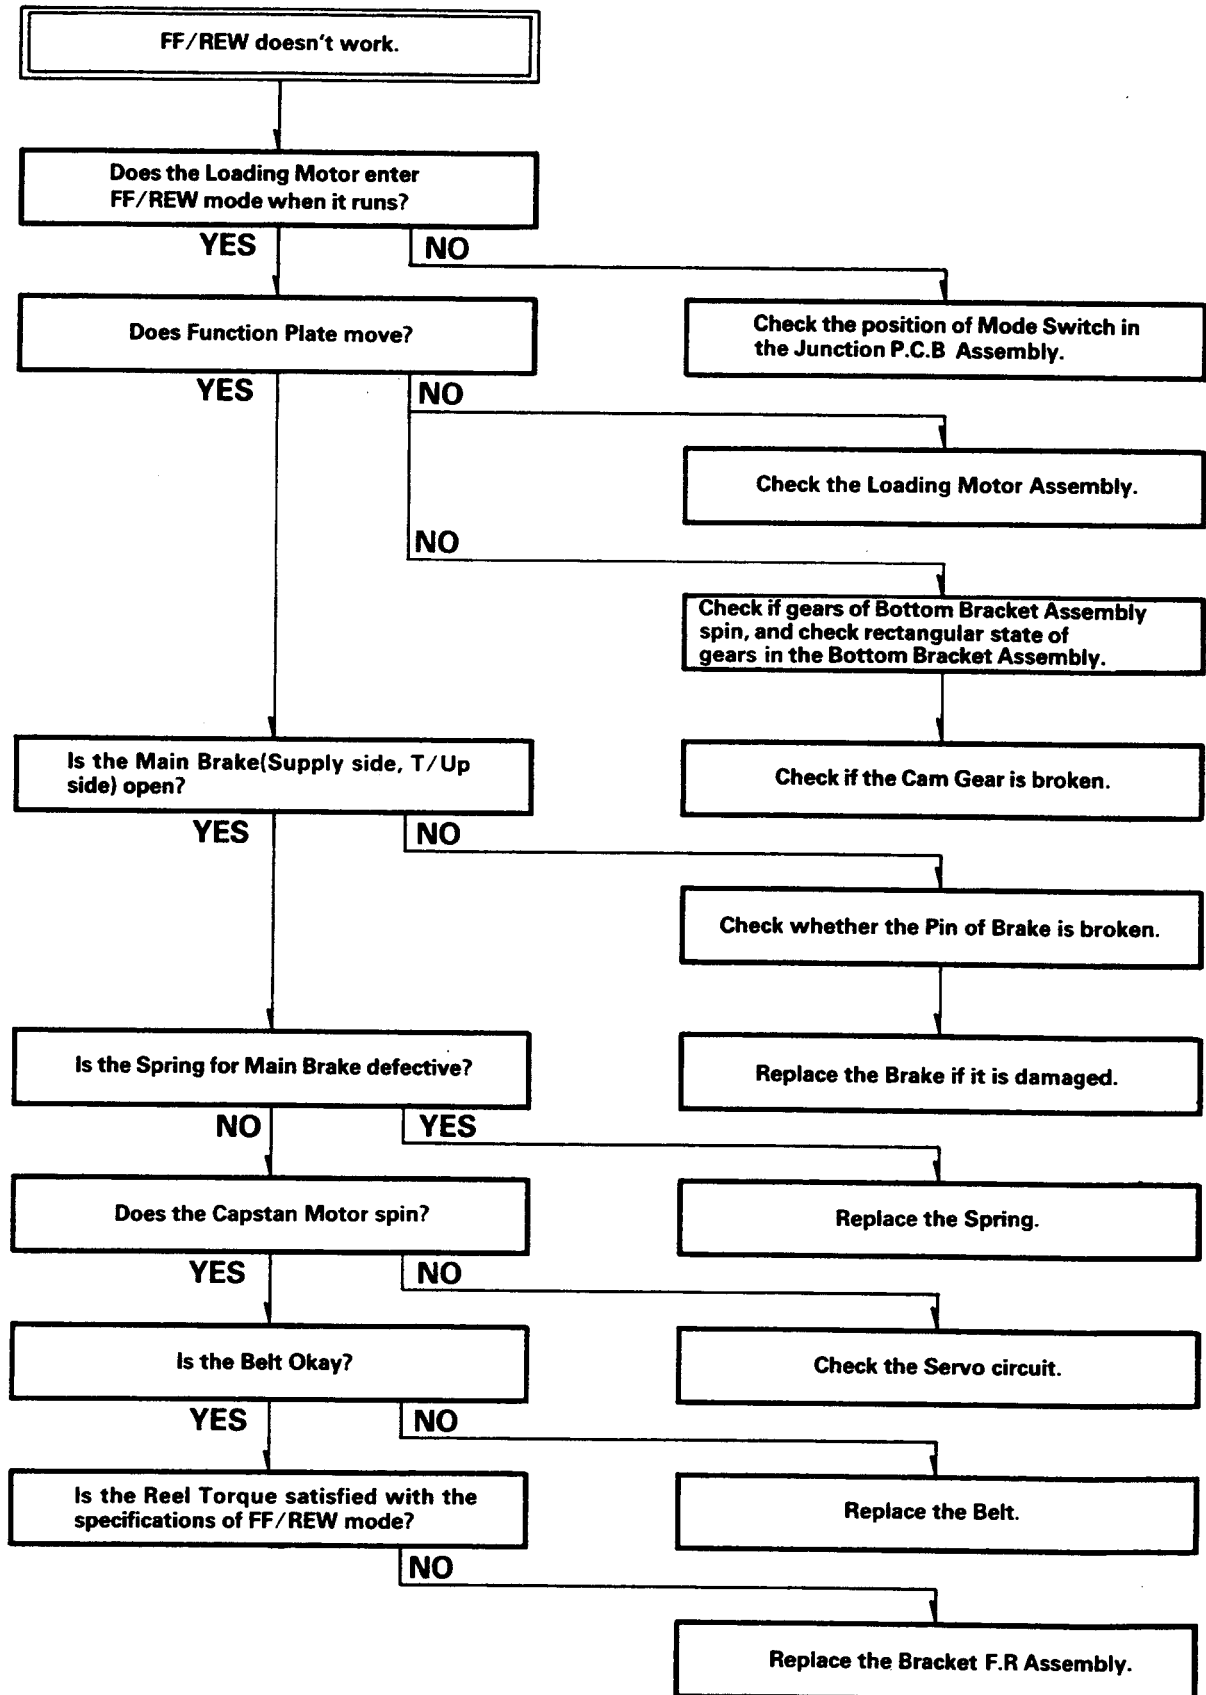 FF/REW doesn't work.
Does the Loading Motor enter
FF/REW mode when it runs?
YES
NO
Does Function Plate move?
Check the position of Mode Switch in
the Junction P.C.B Assembly.
YES
NO
Check the Loading Motor Assembly.
NO
Check if gears of Bottom Bracket Assembly
spin, and check rectangular state of
gears in the Bottom Bracket Assembly.
Is the Main Brake(Supply side, T/Up
side) open?
Check if the Cam Gear is broken.
YES
NO
Check whether the Pin of Brake is broken.
Is the Spring for Main Brake defective?
Replace the Brake if it is damaged.
NO
YES
Does the Capstan Motor spin?
Replace the Spring.
YES
NO
Is the Belt Okay?
Check the Servo circuit.
YES
NO
Is the Reel Torque satisfied with the
specifications of FF/REW mode?
Replace the Belt.
NO
Replace the Bracket F.R Assembly.